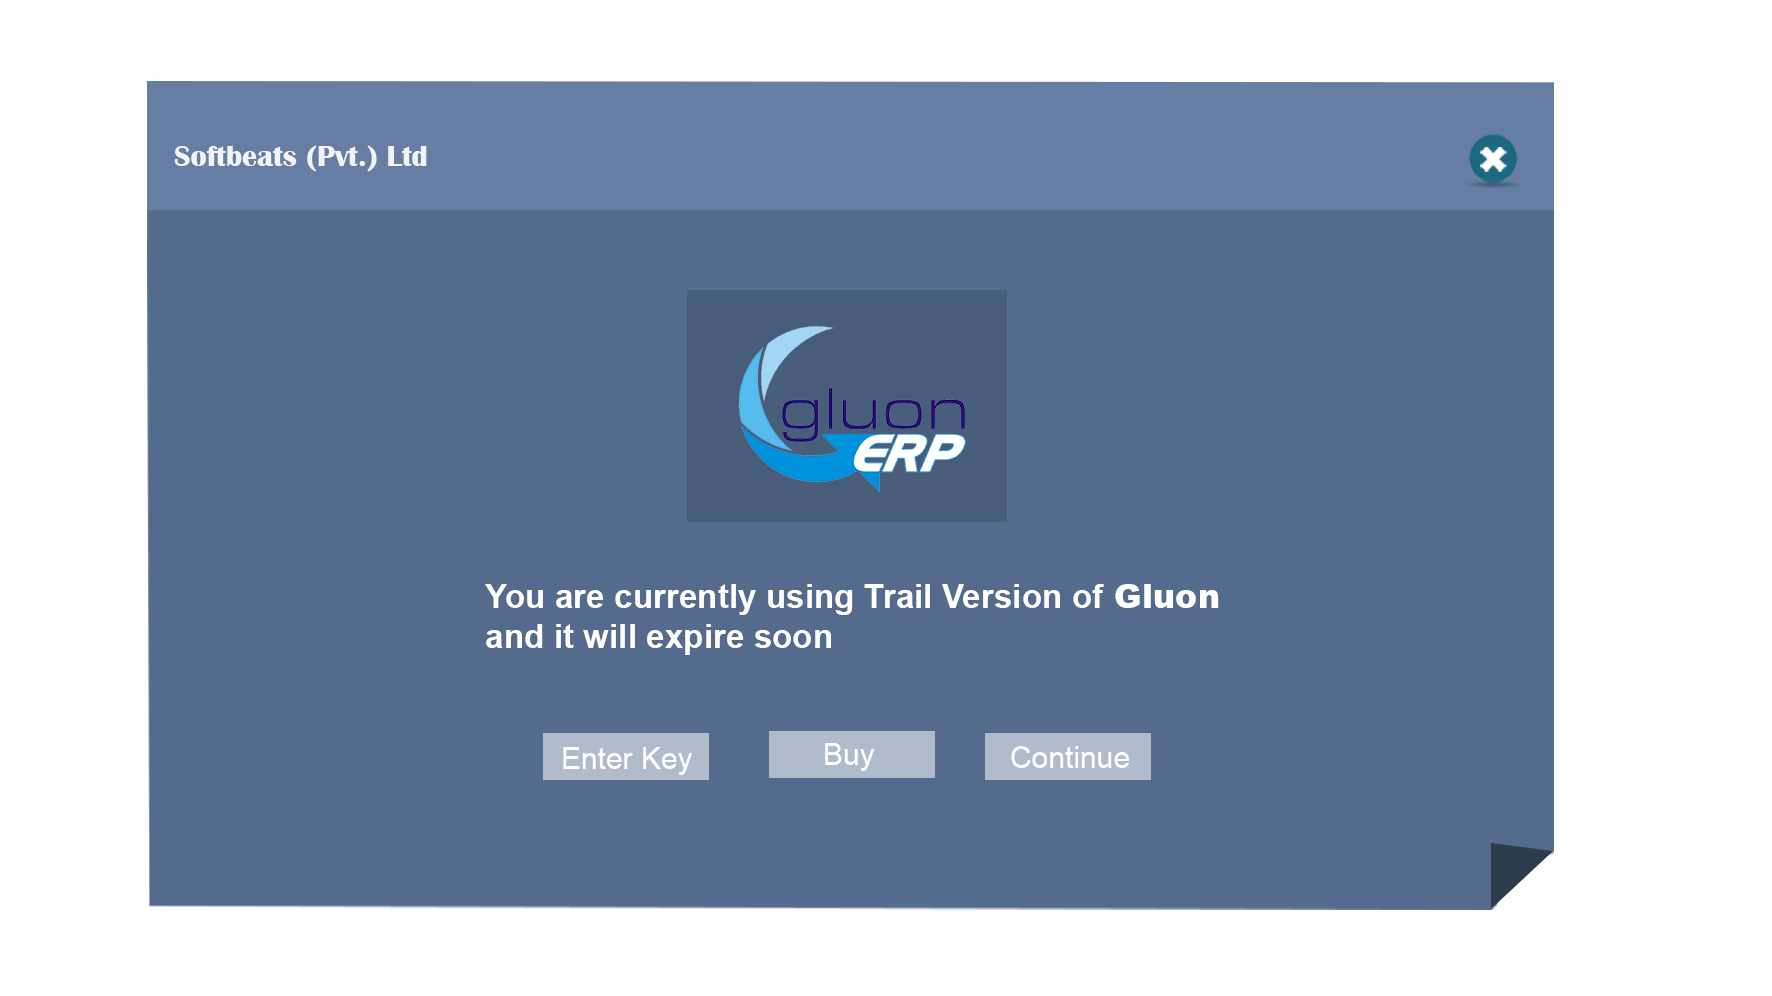 Softbeats (Pvt.) Ltd
gluon
ERP
You are currently using Trail Version of Gluon
and it will expire soon
Enter Key
Buy
Continue